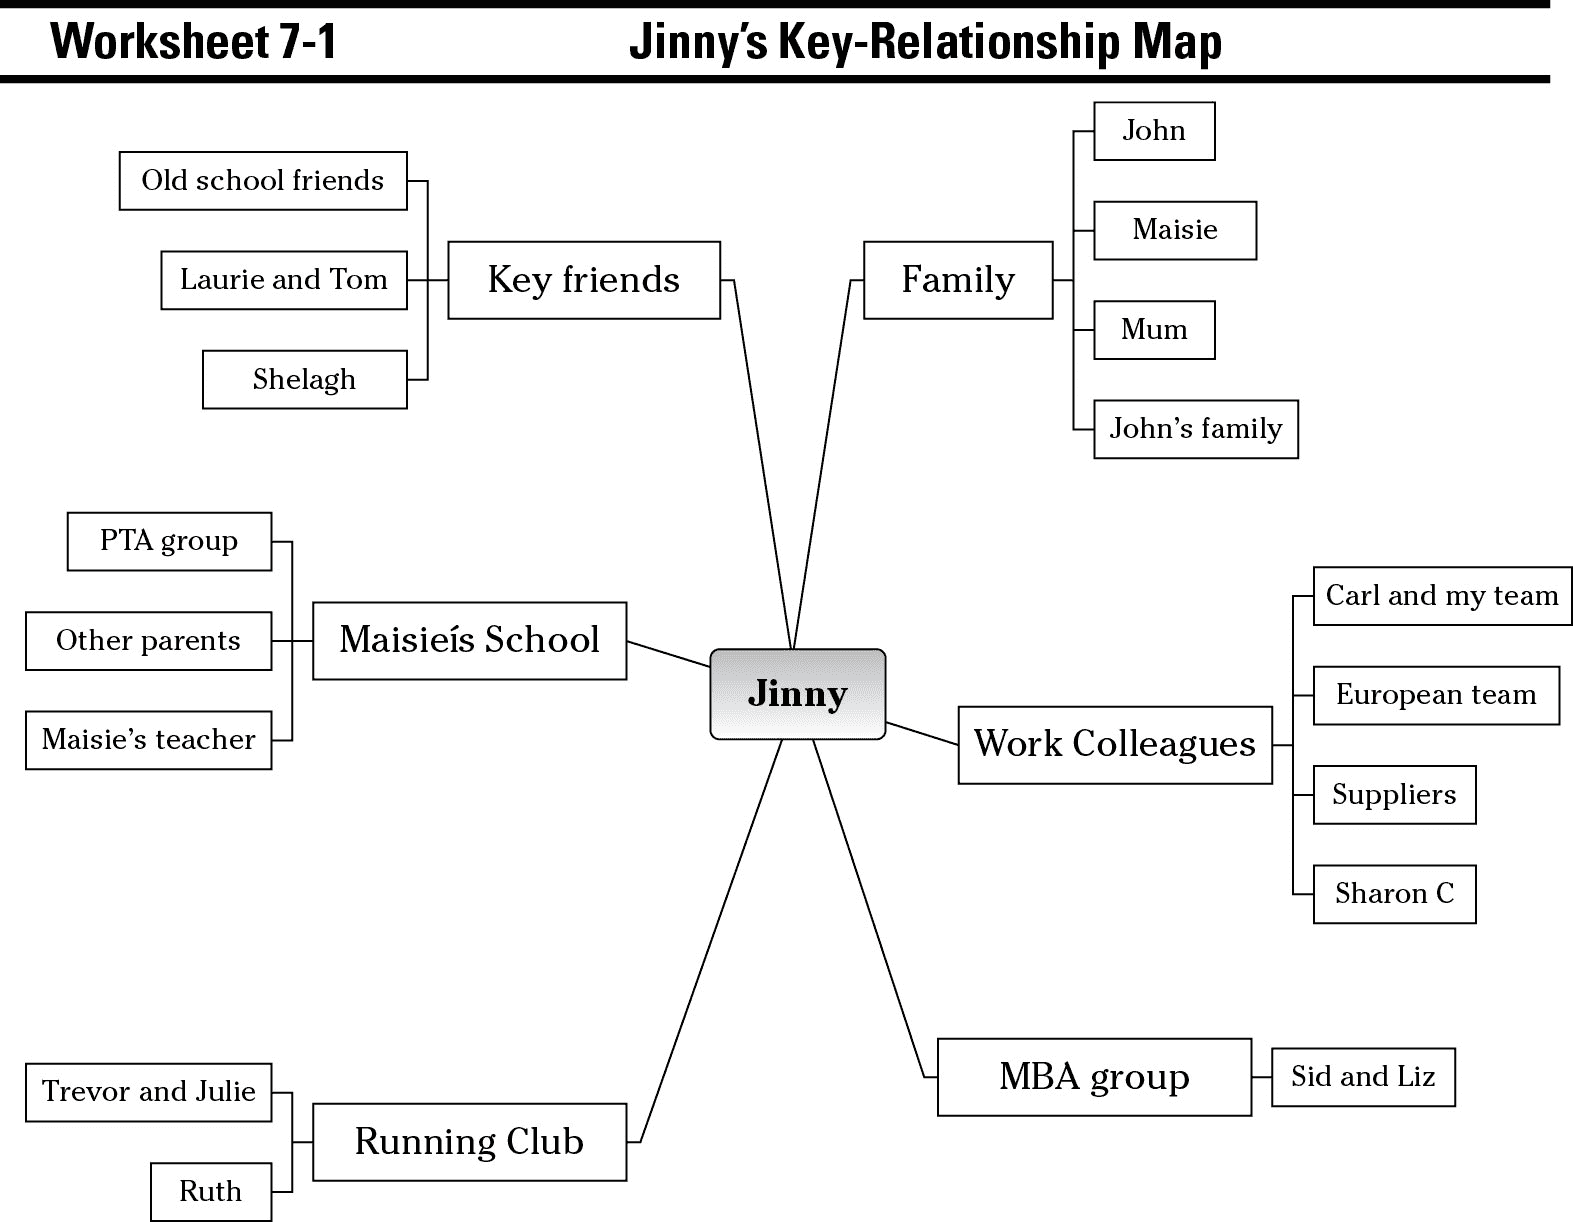 Worksheet 7-1
Jinny's Key-Relationship Map
Old school friends
Laurie and Tom
Shelagh
Key friends
Family
John
Maisie
Mum
John's family
PTA group
Other parents
Maisie's teacher
Maisieís School
Jinny
Work Colleagues
Carl and my team
European team
Suppliers
Sharon C
Trevor and Julie
Ruth
Running Club
MBA group
Sid and Liz